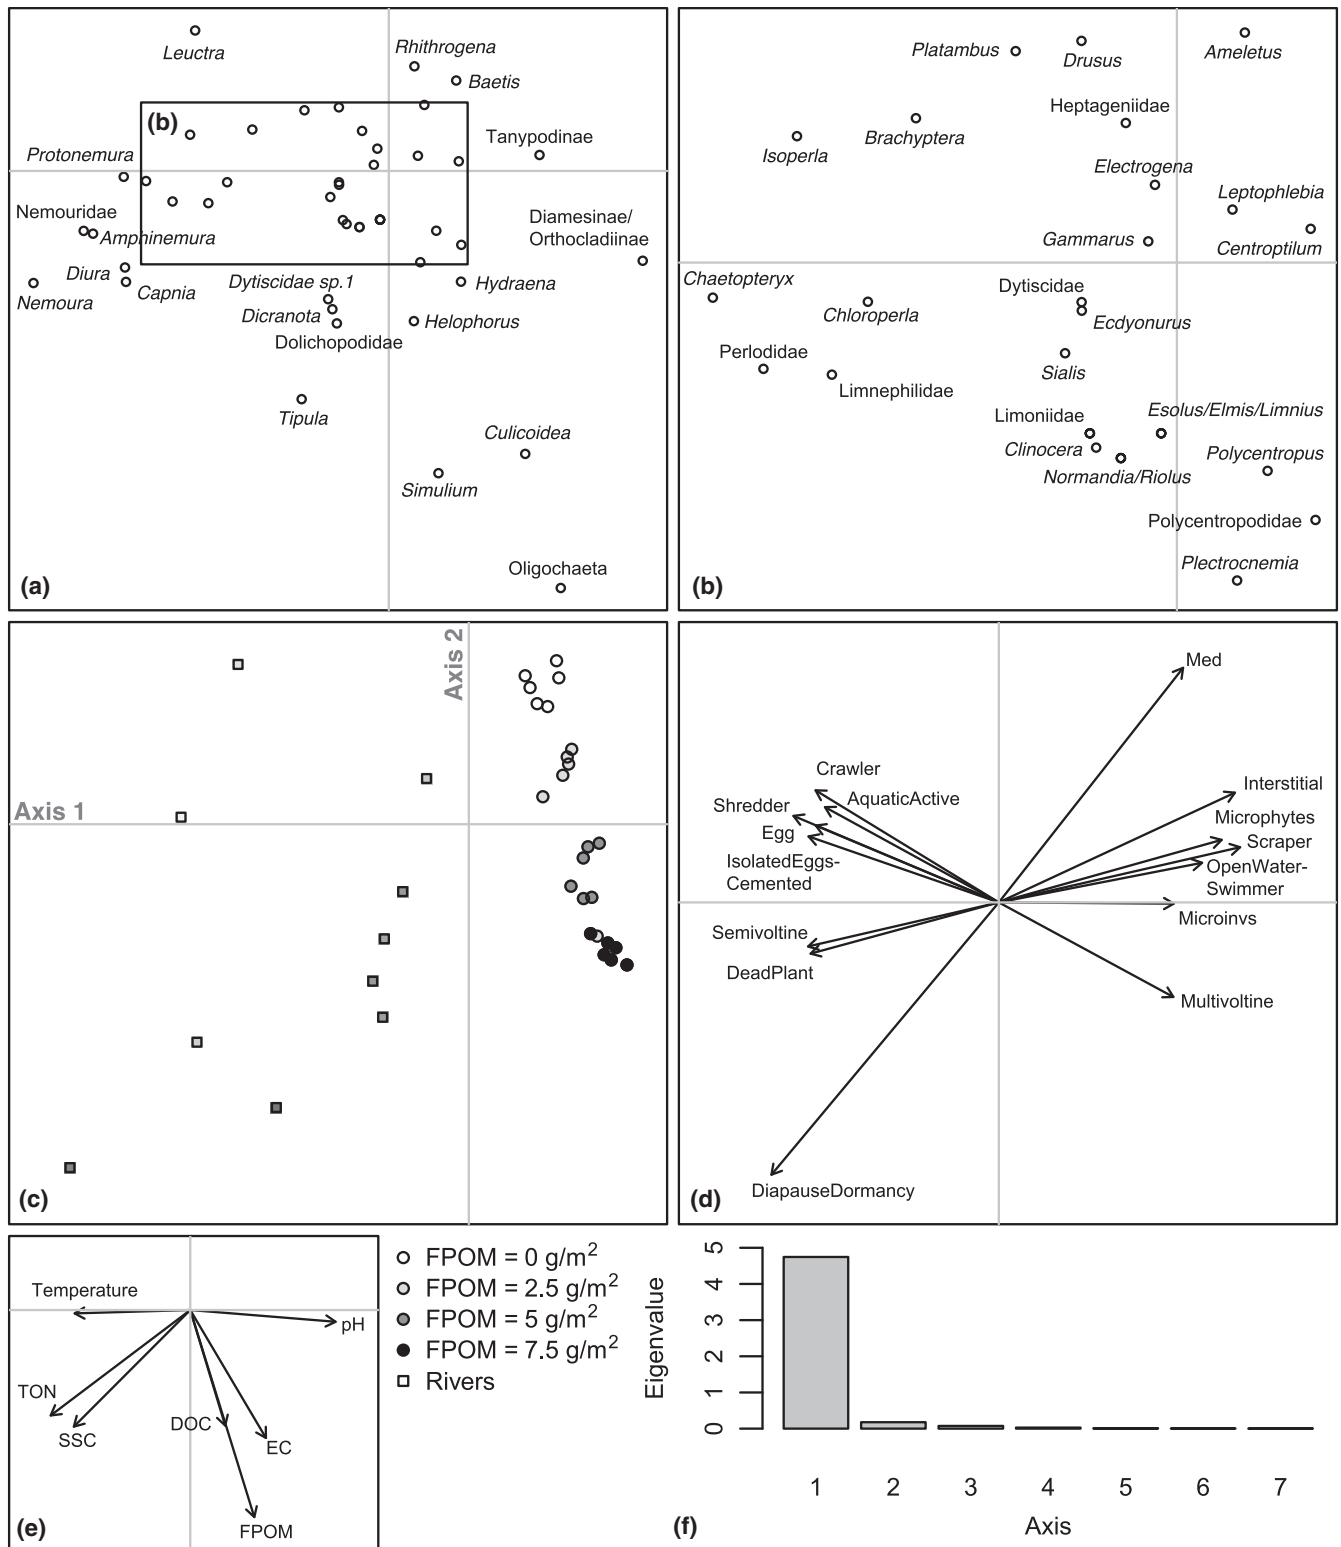 Leuctra
Rhithrogena
Baetis
(b)
Tanypodinae
Protonemura
Nemouridae
Amphinemura
Diamesinae/
Orthocladiinae
Diura
Capnia
Nemoura
Dytiscidae sp.1
Hydraena
Dicranota
Helophorus
Dolichopodidae
Tipula
Culicoidea
Simulium
Oligochaeta
(a)
Platambus
Drusus
Ameletus
Heptageniidae
Brachyptera
Isoperla
Electrogena
Leptophlebia
Gammarus
Centroptilum
Chaetopteryx
Dytiscidae
Chloroperla
Ecdyonurus
Perlodidae
Sialis
Limnephilidae
Limoniidae
Esolus/Elmis/Limnius
Clinocera
Polycentropus
Normandia/Riolus
Polycentropodidae
Plectrocnemia
(b)
Axis 2
Axis 1
(c)
Med
Crawler
AquaticActive
Interstitial
Shredder
Microphytes
Egg
Scraper
IsolatedEggs-
Cemented
OpenWater-
Swimmer
Microinvs
Semivoltine
DeadPlant
Multivoltine
DiapauseDormancy
(d)
Temperature
pH
TON
SSC
DOC
EC
FPOM
(e)
FPOM = 0 g/m²
FPOM = 2.5 g/m²
FPOM = 5 g/m²
FPOM = 7.5 g/m²
Rivers
Eigenvalue
5
4
3
2
1
0
1 2 3 4 5 6 7
Axis
(f)